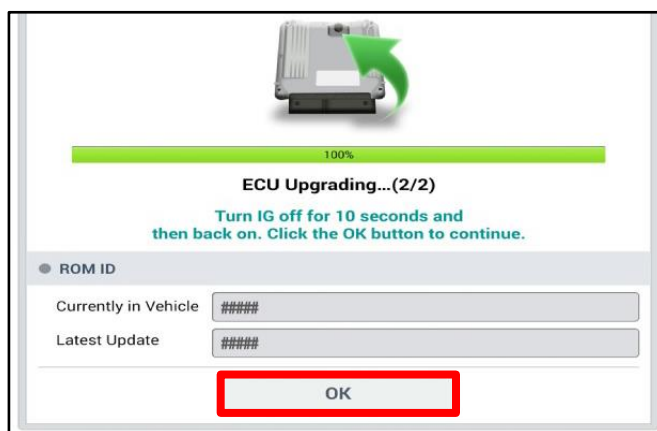 100%
ECU Upgrading...(2/2)
Turn IG off for 10 seconds and
then back on. Click the OK button to continue.
ROM ID
Currently in Vehicle #####
Latest Update #####
OK